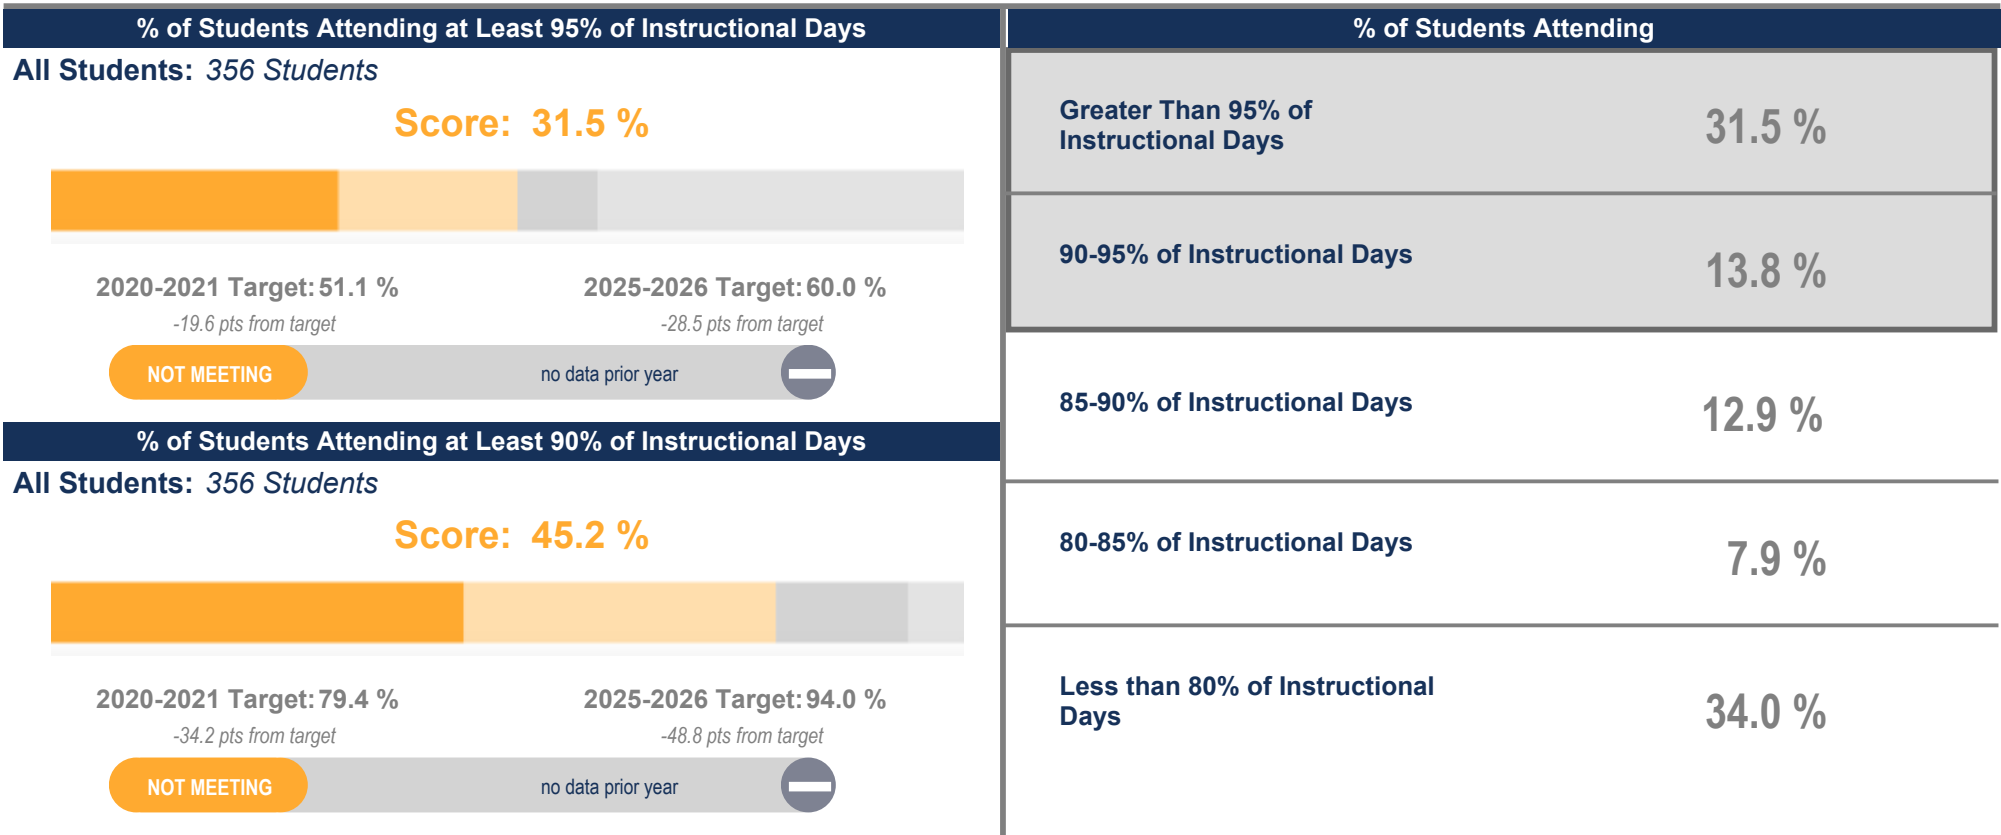 % of Students Attending at Least 95% of Instructional Days
All Students: 356 Students
Score: 31.5 %
2020-2021 Target: 51.1 %
2025-2026 Target: 60.0 %
-19.6 pts from target
-28.5 pts from target
NOT MEETING
no data prior year
% of Students Attending at Least 90% of Instructional Days
All Students: 356 Students
Score: 45.2 %
2020-2021 Target: 79.4 %
2025-2026 Target: 94.0 %
-34.2 pts from target
-48.8 pts from target
NOT MEETING
no data prior year
% of Students Attending
Greater Than 95% of
Instructional Days
31.5 %
90-95% of Instructional Days
13.8 %
85-90% of Instructional Days
12.9 %
80-85% of Instructional Days
7.9 %
Less than 80% of Instructional
Days
34.0 %